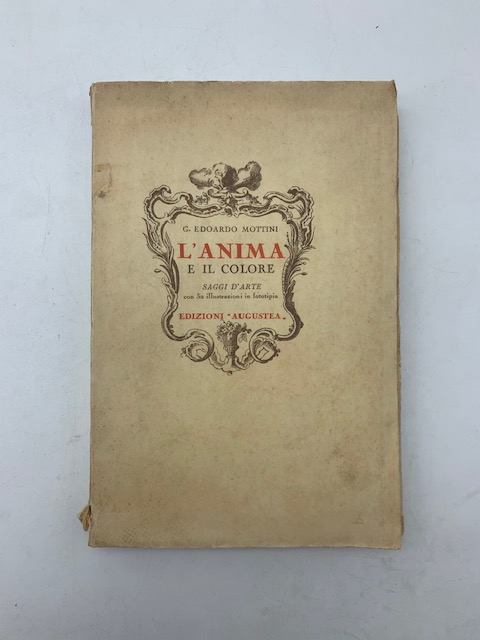 G. EDOARDO MOTTINI
L'ANIMA
E IL COLORE
SAGGI D'ARTE
con 32 illustrazioni in fototipia
EDIZIONI "AUGUSTEA„